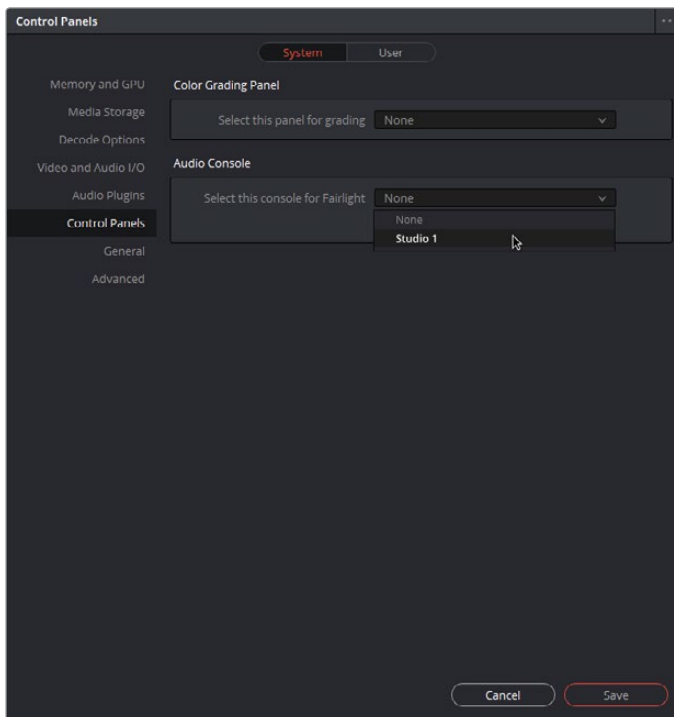 Control Panels
System User
Memory and GPU
Media Storage
Decode Options
Video and Audio I/O
Audio Plugins
Control Panels
General
Advanced
Color Grading Panel
Select this panel for grading None
Audio Console
Select this console for Fairlight None
None
Studio 1
Cancel Save